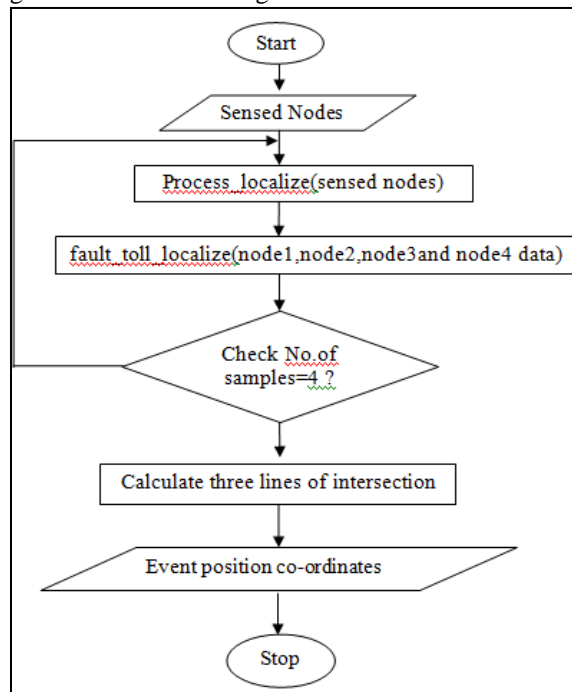 Start
Sensed Nodes
Process_localize(sensed nodes)
fault_toll_localize(node1,node2,node3and node4 data)
Check No.of
samples=4 ?
Calculate three lines of intersection
Event position co-ordinates
Stop